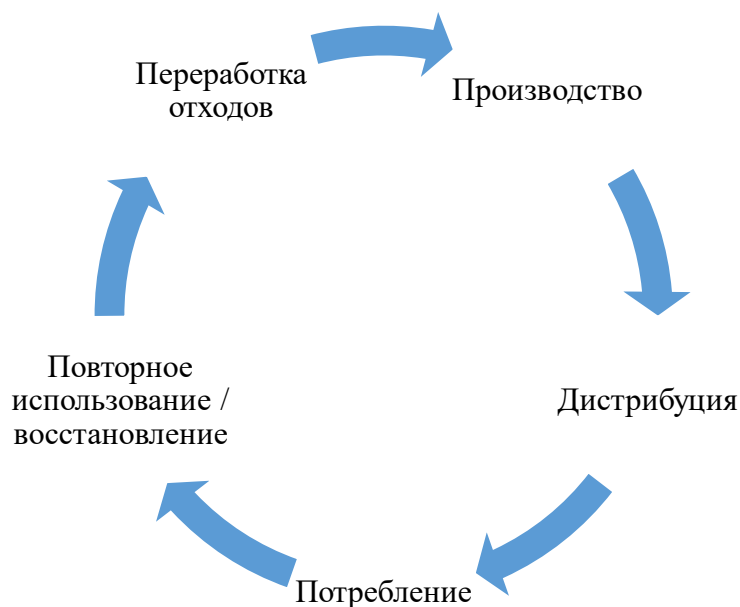 Переработка
отходов
Производство
Дистрибуция
Потребление
Повторное
использование /
восстановление